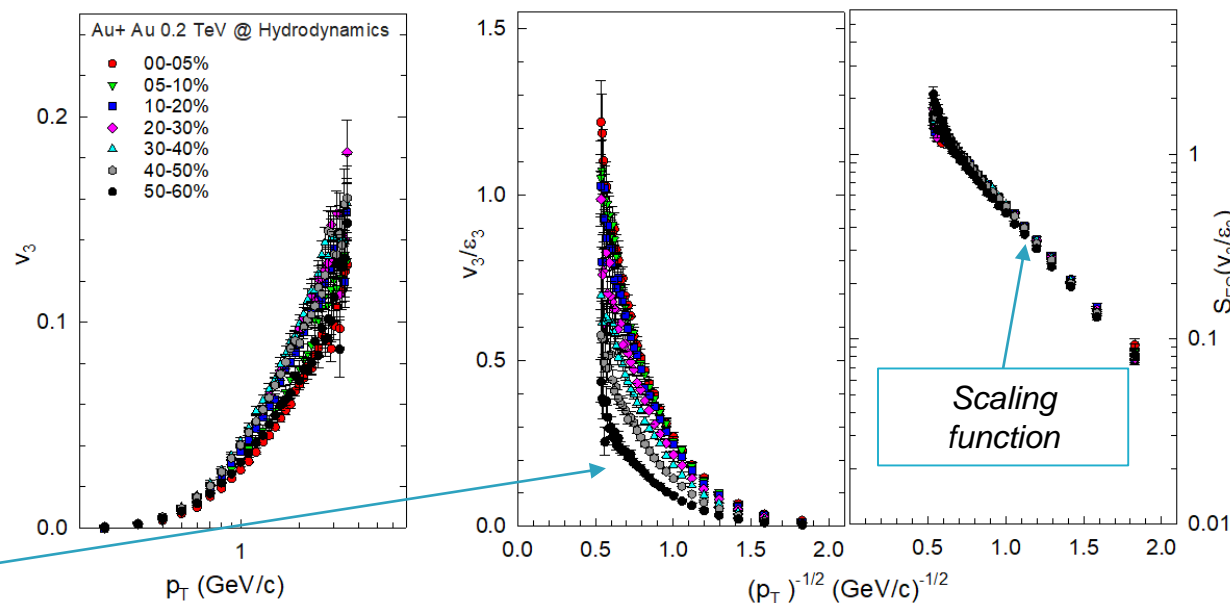 Au+ Au 0.2 TeV @ Hydrodynamics
00-05%
05-10%
10-20%
20-30%
30-40%
40-50%
50-60%
v₃
0.2
0.1
0.0
1
p_T (GeV/c)
v₃/ε₃
1.5
1.0
0.5
0.0
0.0 0.5 1.0 1.5 2.0
0.5 1.0 1.5 2.0
(p_T )^-1/2 (GeV/c)^-1/2
Scaling
function
1
0.10
0.01